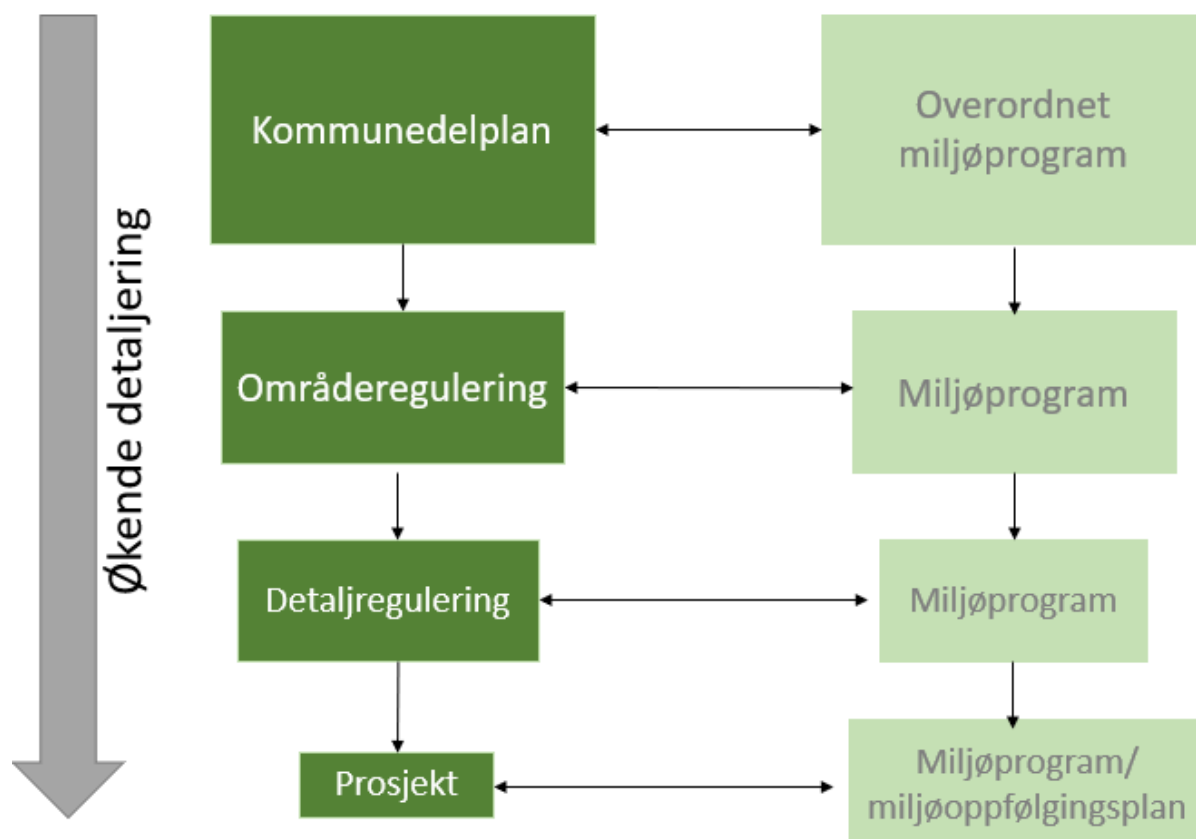 Økende detaljering
Kommunedelplan
Overordnet
miljøprogram
Områderegulering
Miljøprogram
Detaljregulering
Miljøprogram
Prosjekt
Miljøprogram/
miljøoppfølgingsplan